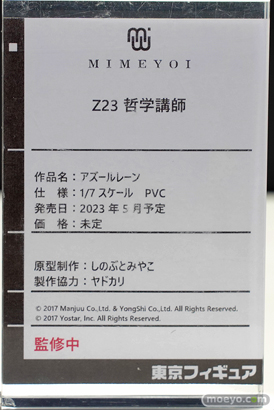 MIMEYOI
Z23 哲学講師
作品名：アズールレーン
仕　様：1/7 スケール　PVC
発売日：2023 年 5 月予定
価　格：未定
原型制作：しのぶとみやこ
製作協力：ヤドカリ
© 2017 Manjuu Co.,Ltd. & YongShi Co.,Ltd. All Rights Reserved.
© 2017 Yostar, Inc. All Rights Reserved.
監修中
東京フィギュア
www.moeyo.com